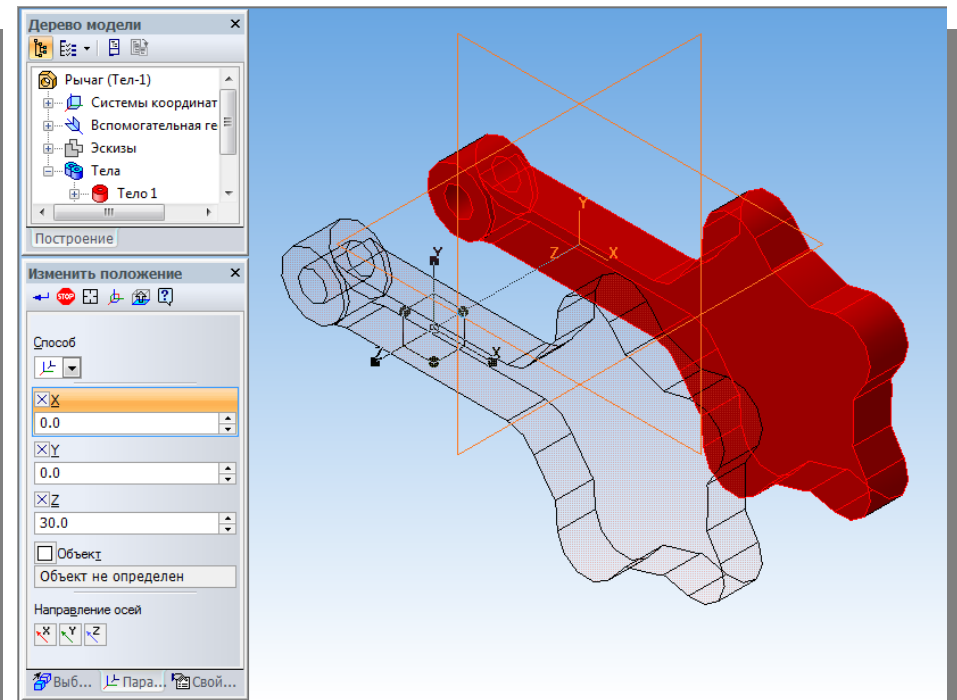 Дерево модели
Рычаг (Тел-1)
Системы координат
Вспомогательная ге
Эскизы
Тела
Тело 1
Построение
Изменить положение
STOP
Способ
X
0.0
Y
0.0
Z
30.0
Объект
Объект не определен
Направление осей
X Y Z
Выб... Пара... Свой...
Y
Z X
Y
Z X